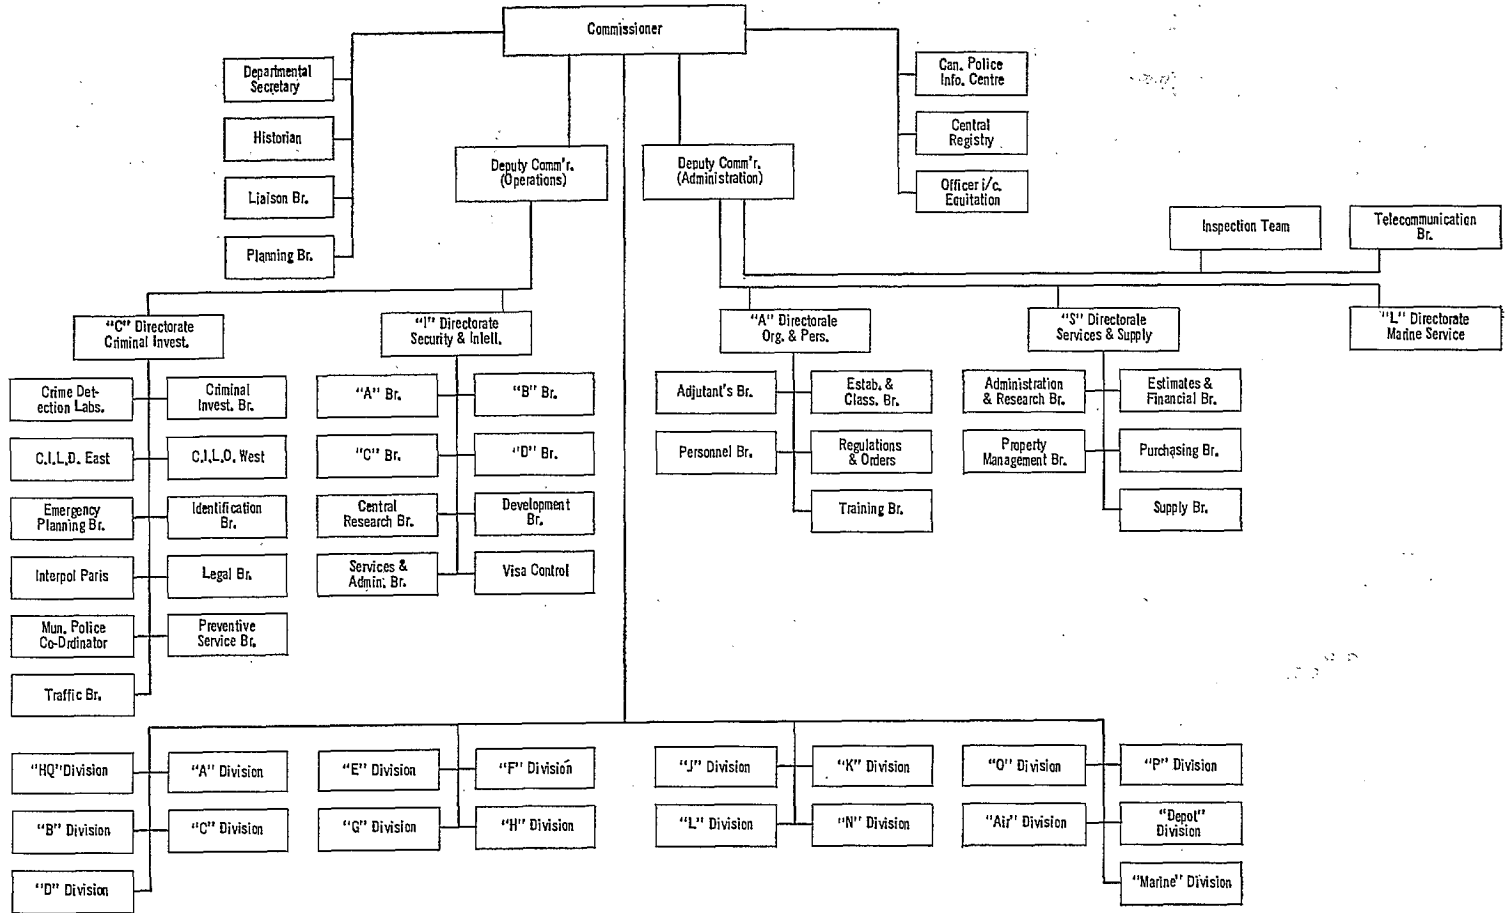 Commissioner
Departmental
Secretary
Historian
Liaison Br.
Planning Br.
Can. Police
Info. Centre
Central
Registry
Officer i/c.
Equitation
Deputy Comm'r.
(Operations)
Deputy Comm'r.
(Administration)
Inspection Team
Telecommunication
Br.
"C" Directorate
Criminal Invest.
"I" Directorate
Security & Intell.
"A" Directorate
Org. & Pers.
"S" Directorate
Services & Supply
"L" Directorate
Marine Service
Crime Det-
ection Labs.
Criminal
Invest. Br.
C.I.L.O. East
C.I.L.O. West
Emergency
Planning Br.
Identification
Br.
Interpol Paris
Legal Br.
Mun. Police
Co-Ordinator
Preventive
Service Br.
Traffic Br.
"A" Br.
"B" Br.
"C" Br.
"D" Br.
Central
Research Br.
Development
Br.
Services &
Admin. Br.
Visa Control
Adjutant's Br.
Estab. &
Class. Br.
Personnel Br.
Regulations
& Orders
Training Br.
Administration
& Research Br.
Estimates &
Financial Br.
Property
Management Br.
Purchasing Br.
Supply Br.
"HQ" Division
"A" Division
"B" Division
"C" Division
"D" Division
"E" Division
"F" Division
"G" Division
"H" Division
"J" Division
"K" Division
"L" Division
"N" Division
"O" Division
"P" Division
"Air" Division
"Depot"
Division
"Marine" Division